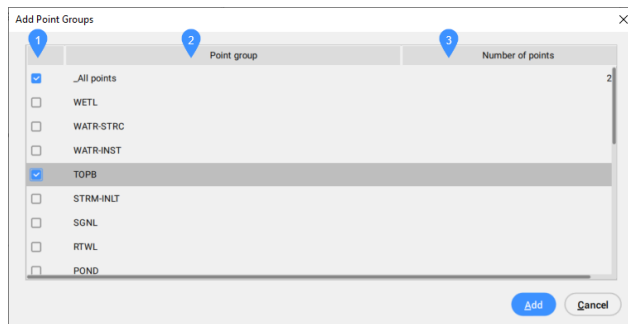 Add Point Groups
1 2 3
Point group Number of points
_All points 2
WETL
WATR-STRC
WATR-INST
TOPB
STRM-INLT
SGNL
RTWL
POND
Add Cancel